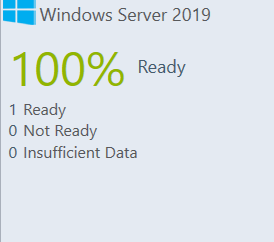 Windows Server 2019
100% Ready
1 Ready
0 Not Ready
0 Insufficient Data